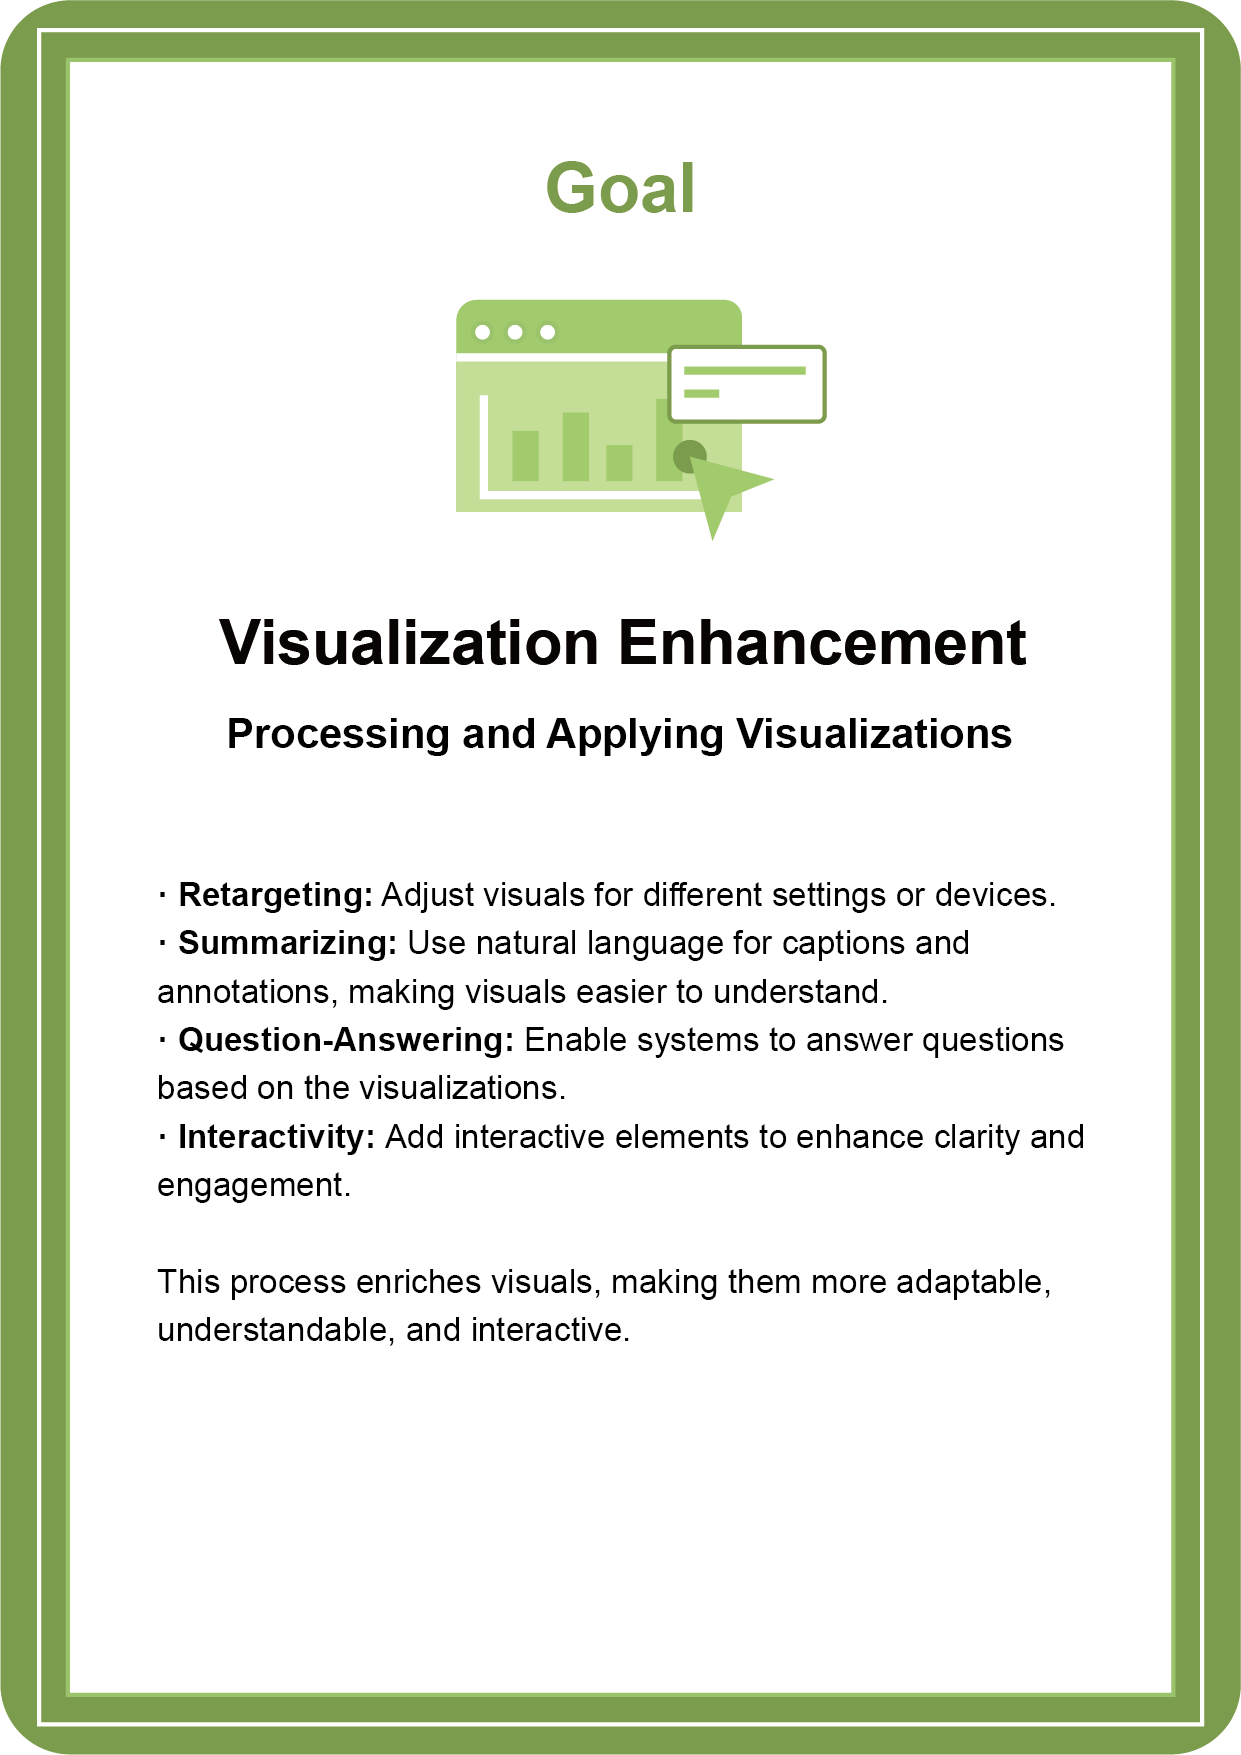 Goal
Visualization Enhancement
Processing and Applying Visualizations
· Retargeting: Adjust visuals for different settings or devices.
· Summarizing: Use natural language for captions and
annotations, making visuals easier to understand.
· Question-Answering: Enable systems to answer questions
based on the visualizations.
· Interactivity: Add interactive elements to enhance clarity and
engagement.
This process enriches visuals, making them more adaptable,
understandable, and interactive.